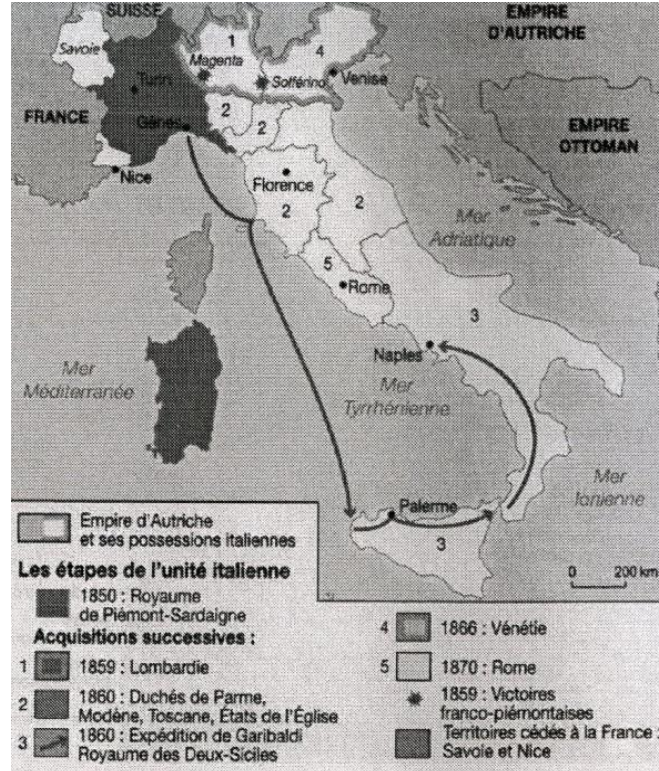 SUISSE
EMPIRE
D'AUTRICHE
Savoie
1
Magenta
4
Solférino
Venise
Turin
FRANCE
Gênes
2
2
EMPIRE
OTTOMAN
Nice
Florence
2
2
Mer
Adriatique
5
Rome
3
Naples
Mer
Méditerranée
Mer
Tyrrhénienne
Palerme
Mer
Ionienne
3
0 200 km
Empire d'Autriche
et ses possessions italiennes
Les étapes de l'unité italienne
1850 : Royaume
de Piémont-Sardaigne
Acquisitions successives :
1 1859 : Lombardie
2 1860 : Duchés de Parme,
Modène, Toscane, États de l'Église
3 1860 : Expédition de Garibaldi
Royaume des Deux-Siciles
4 1866 : Vénétie
5 1870 : Rome
1859 : Victoires
franco-piémontaises
Territoires cédés à la France :
Savoie et Nice